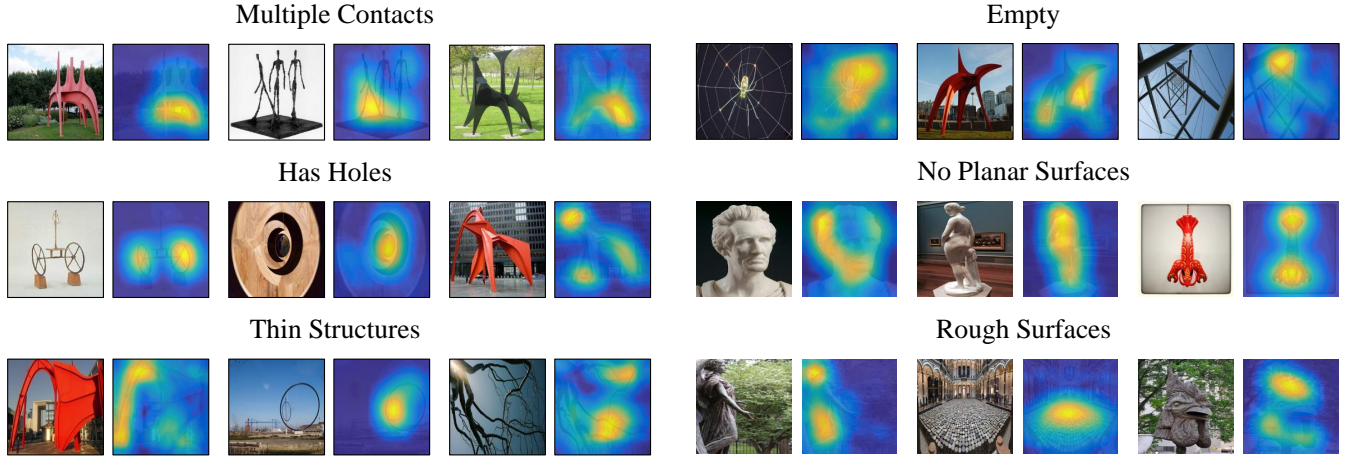 Multiple Contacts
Empty
Has Holes
No Planar Surfaces
Thin Structures
Rough Surfaces